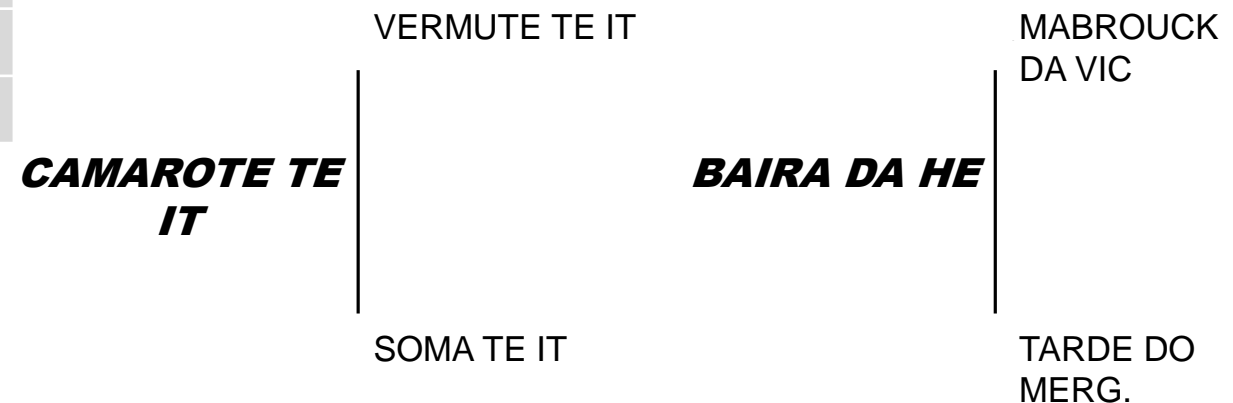 VERMUTE TE IT
MABROUCK
DA VIC
CAMAROTE TE
IT
BAIRA DA HE
SOMA TE IT
TARDE DO
MERG.